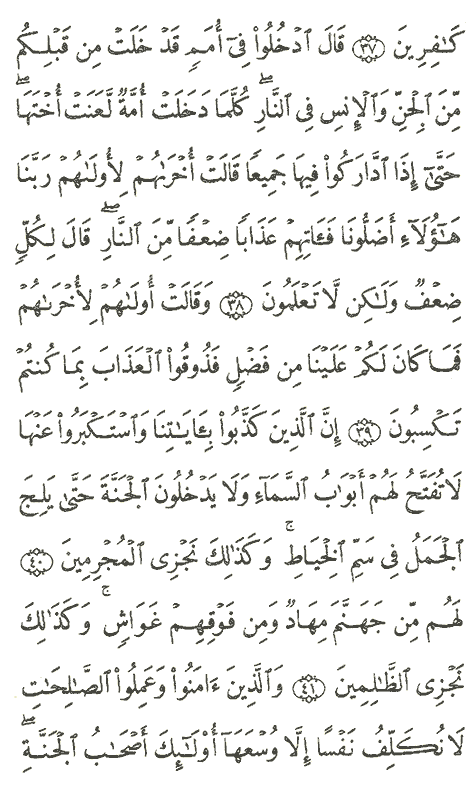 كَٰفِرِينَ ٣٧ قَالَ ٱدۡخُلُواْ فِيٓ أُمَمٖ قَدۡ خَلَتۡ مِن قَبۡلِكُم
مِّنَ ٱلۡجِنِّ وَٱلۡإِنسِ فِي ٱلنَّارِۖ كُلَّمَا دَخَلَتۡ أُمَّةٞ لَّعَنَتۡ أُخۡتَهَاۖ
حَتَّىٰٓ إِذَا ٱدَّارَكُواْ فِيهَا جَمِيعٗا قَالَتۡ أُخۡرَىٰهُمۡ لِأُولَىٰهُمۡ رَبَّنَا
هَٰٓؤُلَآءِ أَضَلُّونَا فَـَٔاتِهِمۡ عَذَابٗا ضِعۡفٗا مِّنَ ٱلنَّارِۖ قَالَ لِكُلّٖ
ضِعۡفٞ وَلَٰكِن لَّا تَعۡلَمُونَ ٣٨ وَقَالَتۡ أُولَىٰهُمۡ لِأُخۡرَىٰهُمۡ
فَمَا كَانَ لَكُمۡ عَلَيۡنَا مِن فَضۡلٖ فَذُوقُواْ ٱلۡعَذَابَ بِمَا كُنتُمۡ
تَكۡسِبُونَ ٣٩ إِنَّ ٱلَّذِينَ كَذَّبُواْ بِـَٔايَٰتِنَا وَٱسۡتَكۡبَرُواْ عَنۡهَا
لَا تُفَتَّحُ لَهُمۡ أَبۡوَٰبُ ٱلسَّمَآءِ وَلَا يَدۡخُلُونَ ٱلۡجَنَّةَ حَتَّىٰ يَلِجَ
ٱلۡجَمَلُ فِي سَمِّ ٱلۡخِيَاطِۚ وَكَذَٰلِكَ نَجۡزِي ٱلۡمُجۡرِمِينَ ٤٠
لَهُم مِّن جَهَنَّمَ مِهَادٞ وَمِن فَوۡقِهِمۡ غَوَاشٖۚ وَكَذَٰلِكَ
نَجۡزِي ٱلظَّٰلِمِينَ ٤١ وَٱلَّذِينَ ءَامَنُواْ وَعَمِلُواْ ٱلصَّٰلِحَٰتِ
لَا نُكَلِّفُ نَفۡسًا إِلَّا وُسۡعَهَآ أُوْلَٰٓئِكَ أَصۡحَٰبُ ٱلۡجَنَّةِۖ